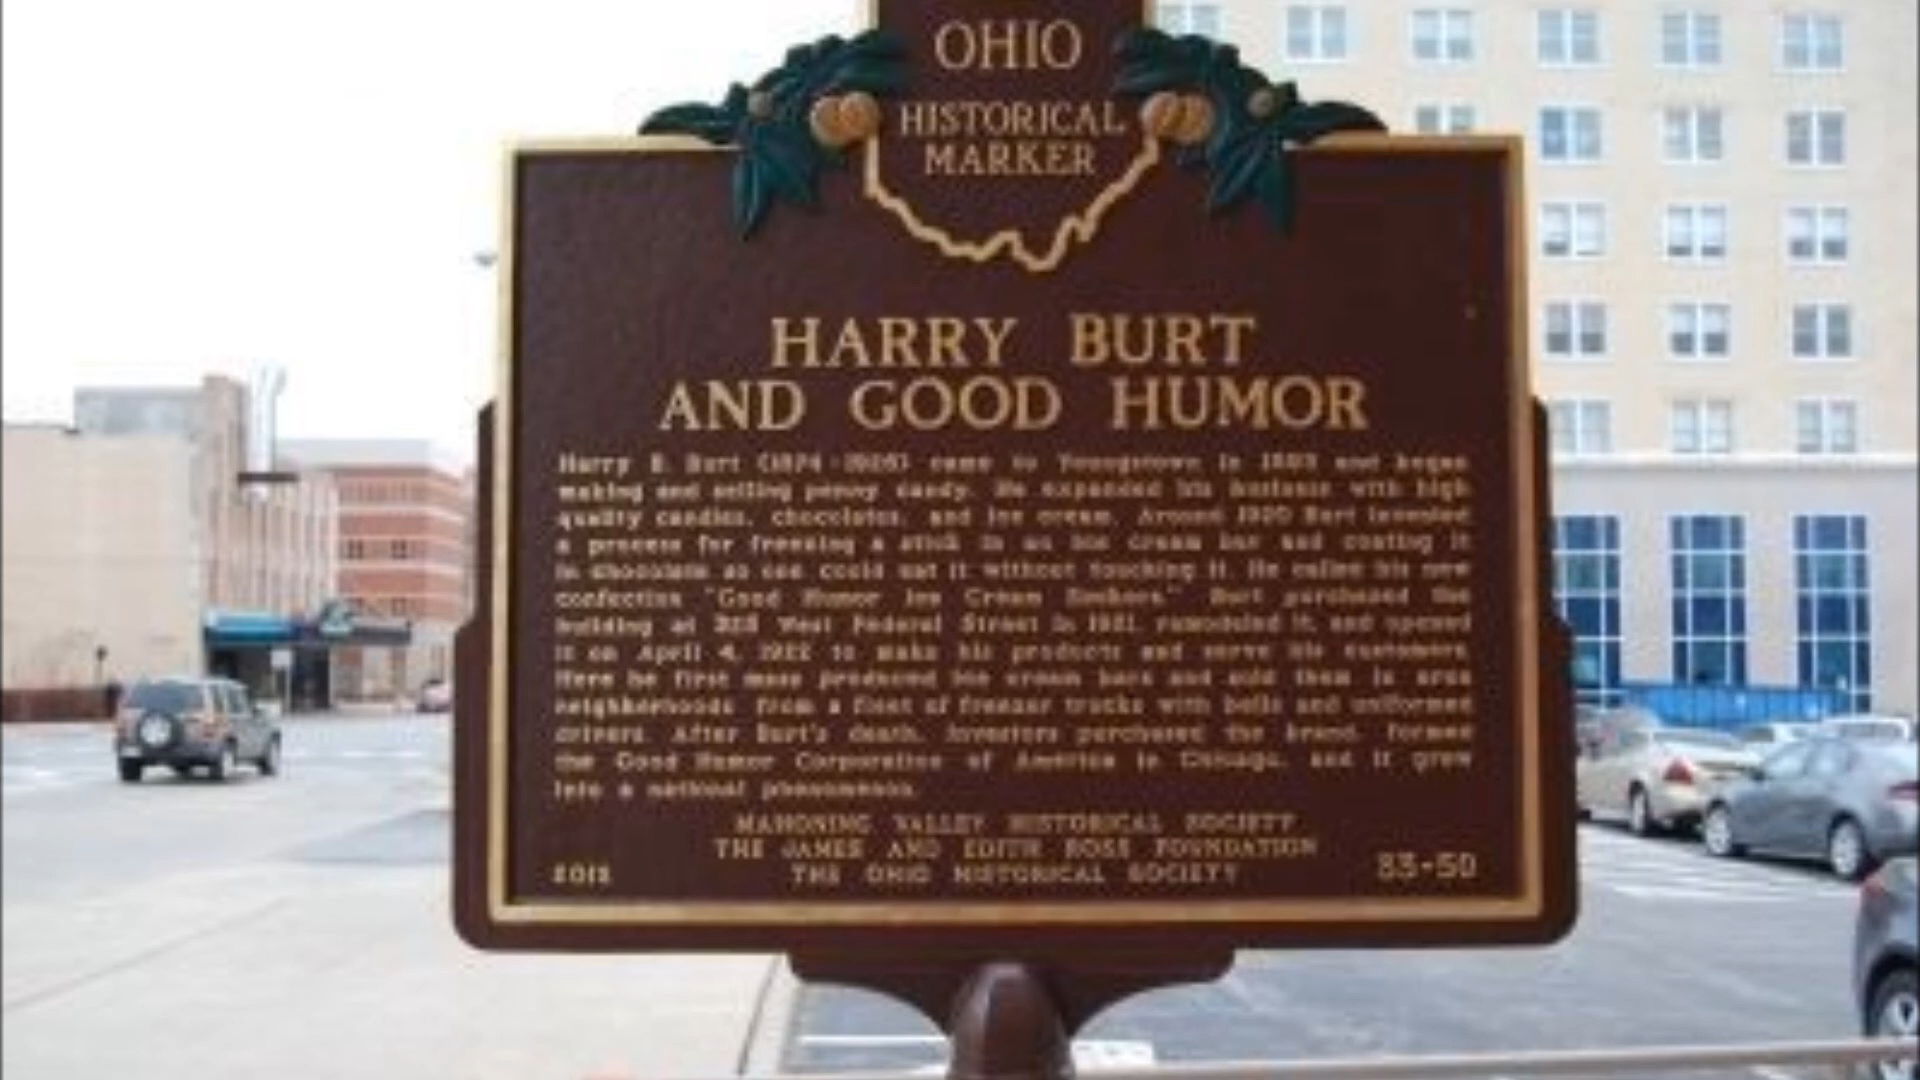 OHIO
HISTORICAL
MARKER
HARRY BURT
AND GOOD HUMOR
Harry B. Burt came to Youngstown in 1893 and began
making and selling penny candy. He expanded his business with high
quality candies, chocolates, and ice cream. Around 1920 Burt invented
a process for freezing a stick in an ice cream bar and coating it
in chocolate so one could eat it without touching it. He called his new
confection "Good Humor Ice Cream Suckers." Burt purchased the
building at 325 West Federal Street in 1921, remodeled it, and opened
it on April 4, 1922 to make his products and serve his customers.
Here he first mass produced ice cream bars and sold them in area
neighborhoods from a fleet of freezer trucks with bells and uniformed
drivers. After Burt's death, investors purchased the brand, formed
the Good Humor Corporation of America in Chicago, and it grew
into a national phenomenon.
MAHONING VALLEY HISTORICAL SOCIETY
THE JAMES AND EDITH ROSS FOUNDATION
THE OHIO HISTORICAL SOCIETY
83-50